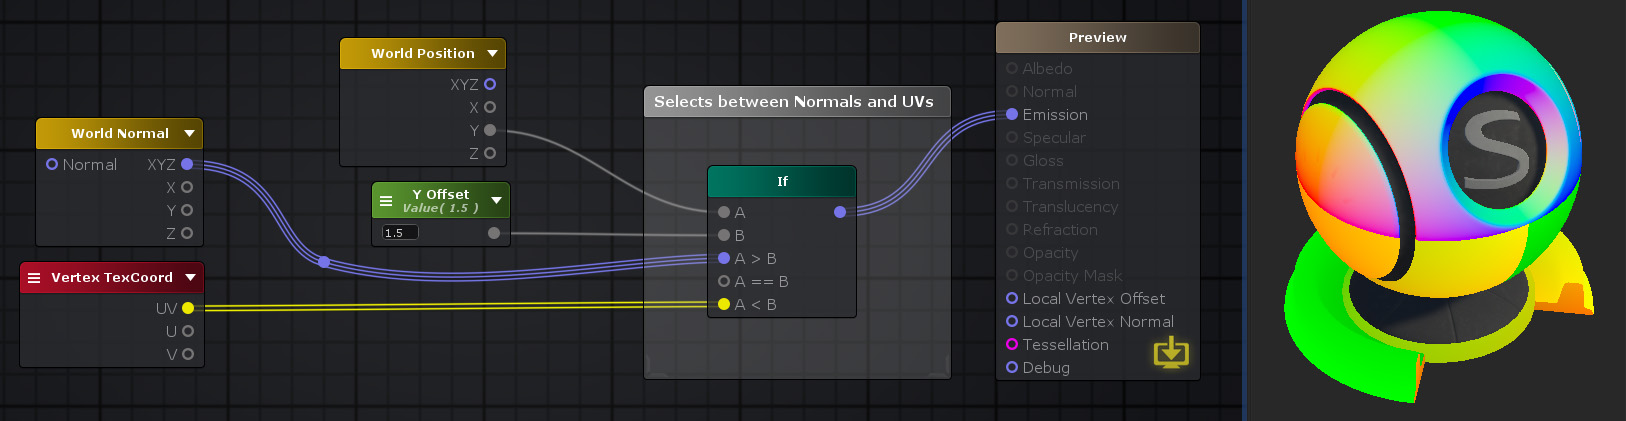 World Normal
Normal XYZ
X
Y
Z
Vertex TexCoord
UV
U
V
World Position
XYZ
X
Y
Z
Y Offset
Value( 1.5 )
1.5
Selects between Normals and UVs
If
A
B
A > B
A == B
A < B
Preview
Albedo
Normal
Emission
Specular
Gloss
Transmission
Translucency
Refraction
Opacity
Opacity Mask
Local Vertex Offset
Local Vertex Normal
Tessellation
Debug
S